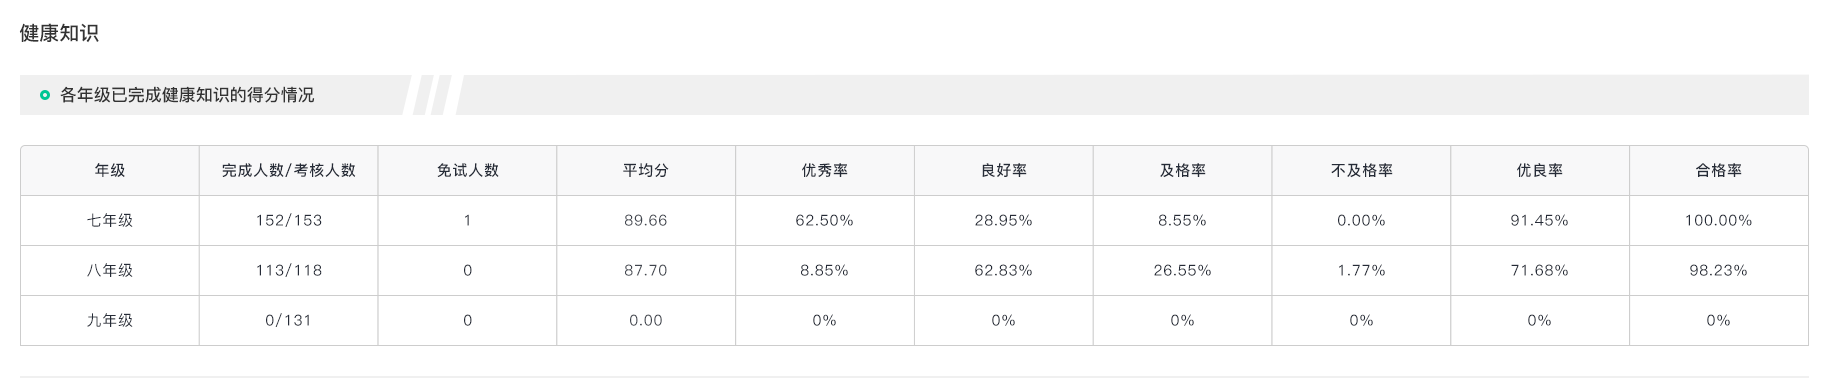 健康知识
各年级已完成健康知识的得分情况
年级 完成人数/考核人数 免试人数 平均分 优秀率 良好率 及格率 不及格率 优良率 合格率
七年级 152/153 1 89.66 62.50% 28.95% 8.55% 0.00% 91.45% 100.00%
八年级 113/118 0 87.70 8.85% 62.83% 26.55% 1.77% 71.68% 98.23%
九年级 0/131 0 0.00 0% 0% 0% 0% 0% 0%